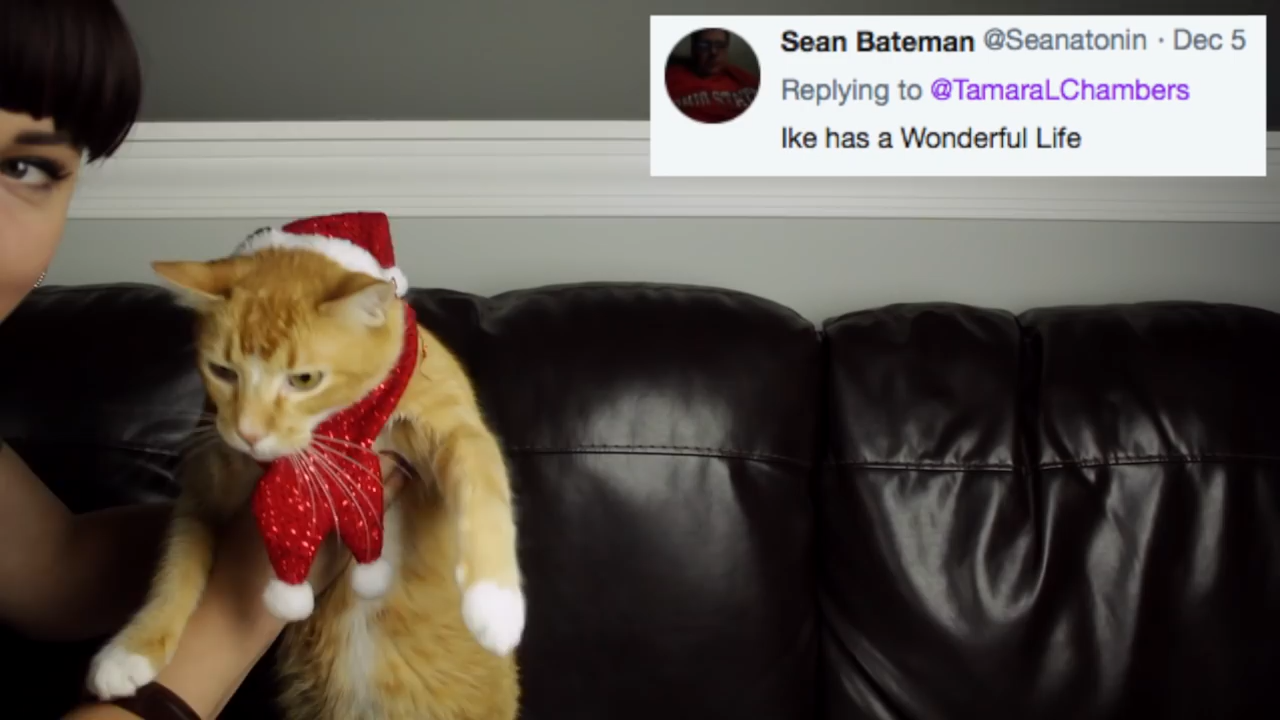 Sean Bateman @Seanatonin · Dec 5
Replying to @TamaraLChambers
Ike has a Wonderful Life